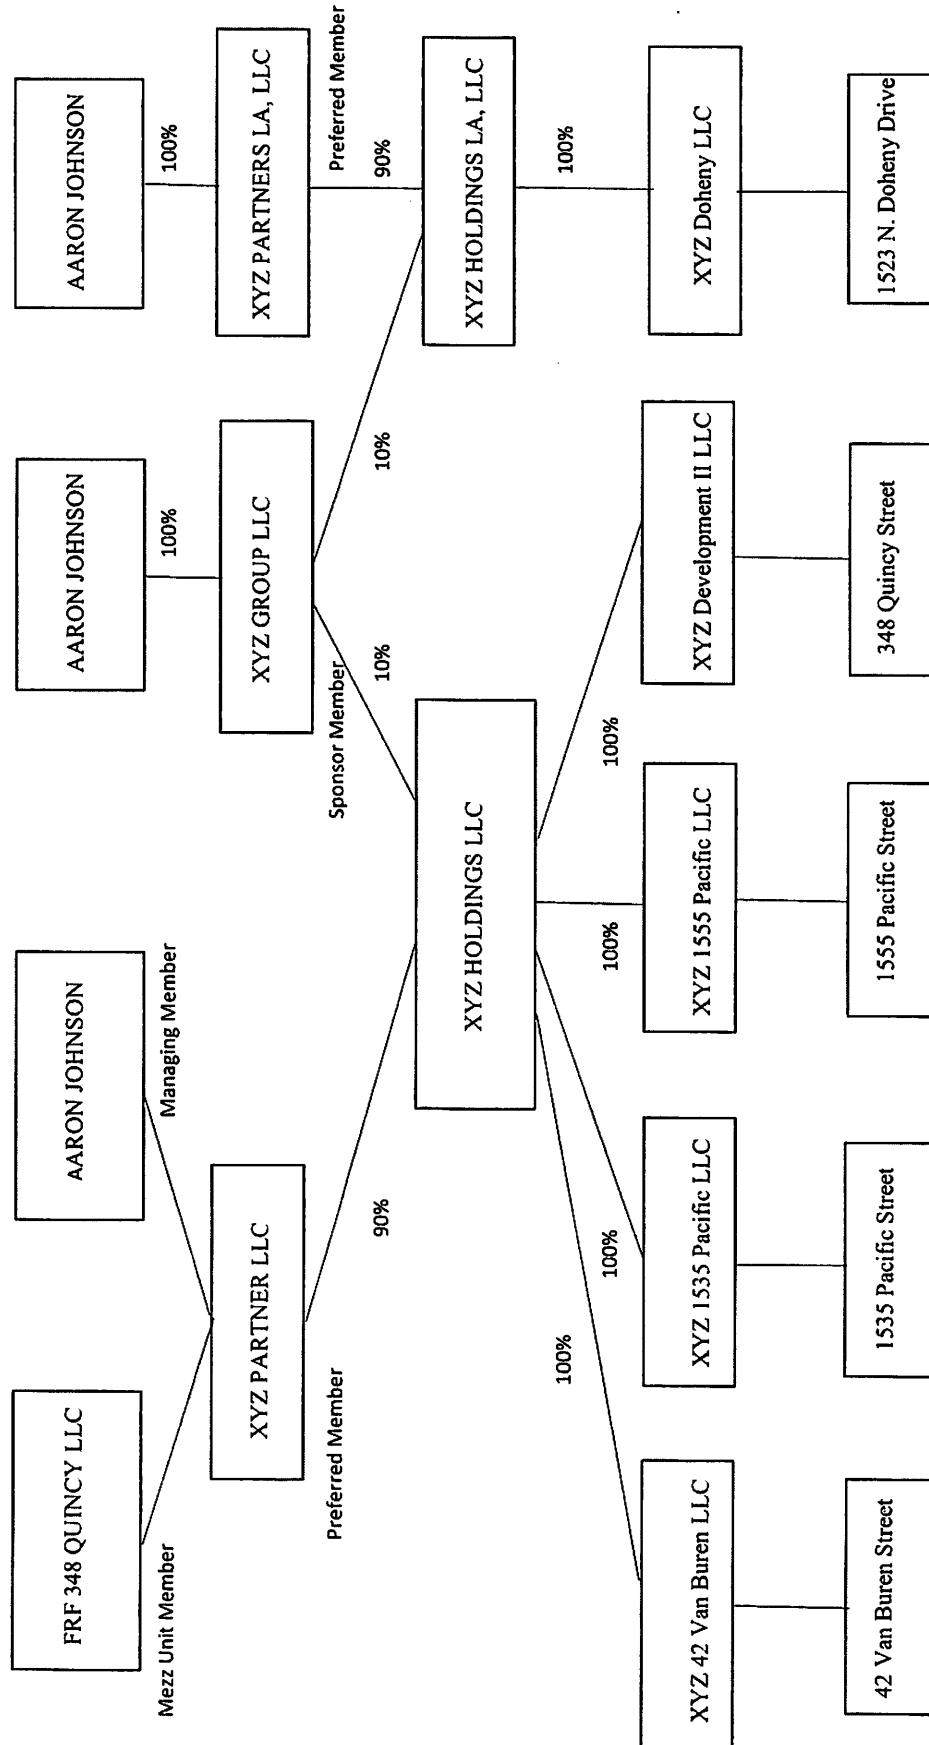 FRF 348 QUINCY LLC
AARON JOHNSON
AARON JOHNSON
AARON JOHNSON
Mezz Unit Member
Managing Member
100%
100%
XYZ PARTNER LLC
XYZ GROUP LLC
XYZ PARTNERS LA, LLC
Preferred Member
Sponsor Member
Preferred Member
90%
10%
10%
90%
XYZ HOLDINGS LLC
XYZ HOLDINGS LA, LLC
100%
100%
100%
100%
100%
XYZ 42 Van Buren LLC
XYZ 1535 Pacific LLC
XYZ 1555 Pacific LLC
XYZ Development II LLC
XYZ Doheny LLC
42 Van Buren Street
1535 Pacific Street
1555 Pacific Street
348 Quincy Street
1523 N. Doheny Drive